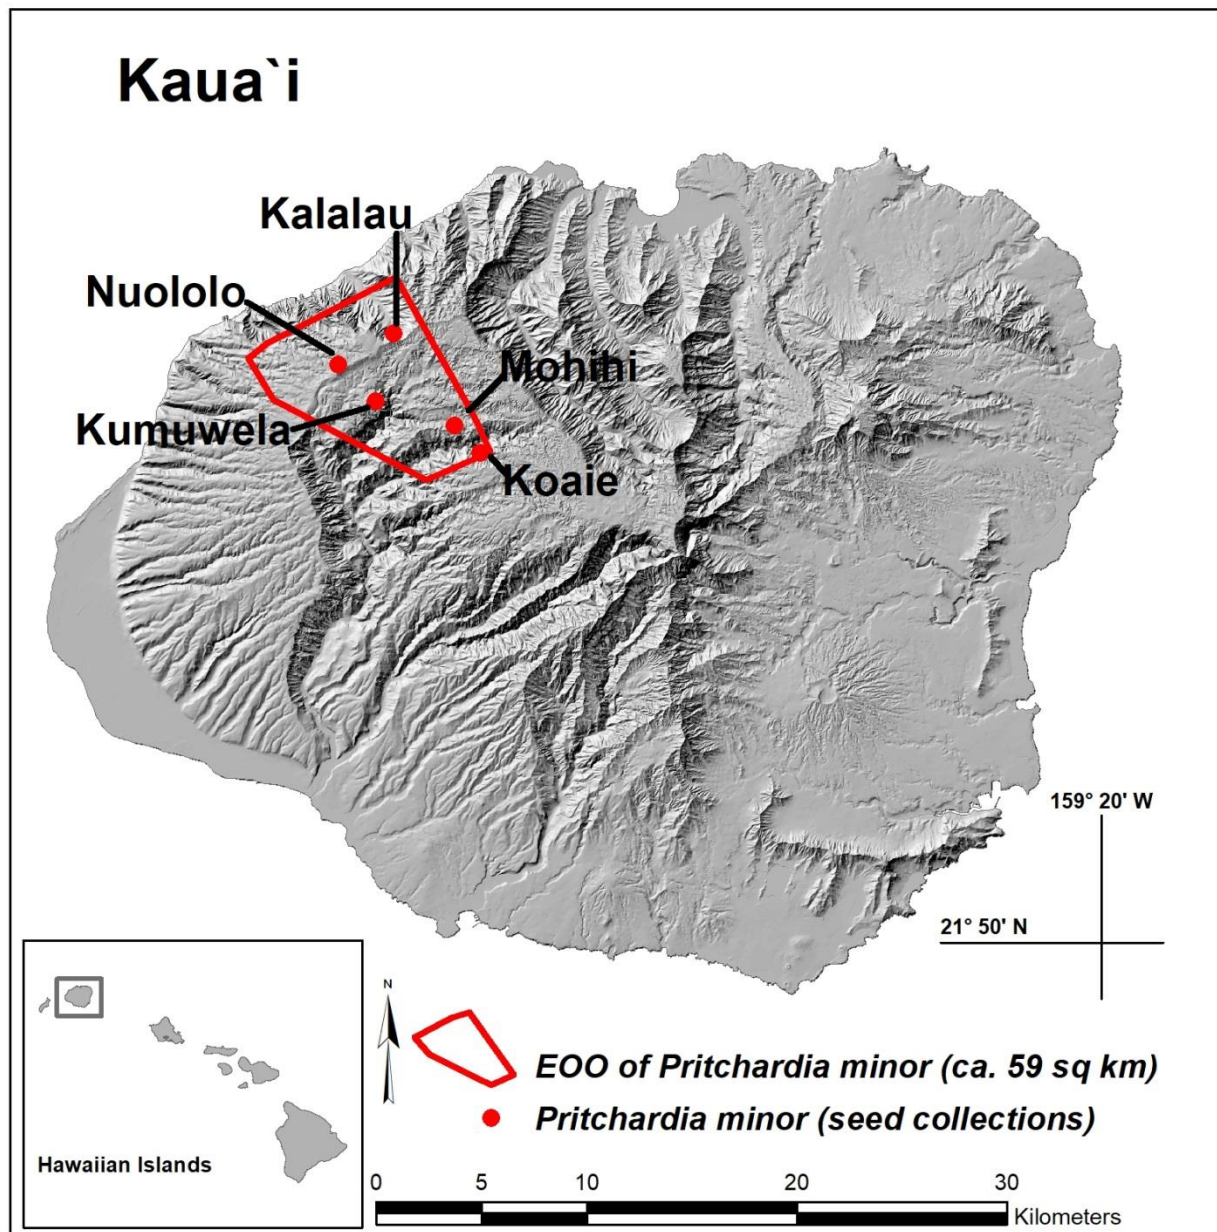 Kaua`i
Kalalau
Nuololo
Mohihi
Kumuwela
Koaie
159° 20' W
21° 50' N
N
EOO of Pritchardia minor (ca. 59 sq km)
Pritchardia minor (seed collections)
Hawaiian Islands
0 5 10 20 30
Kilometers